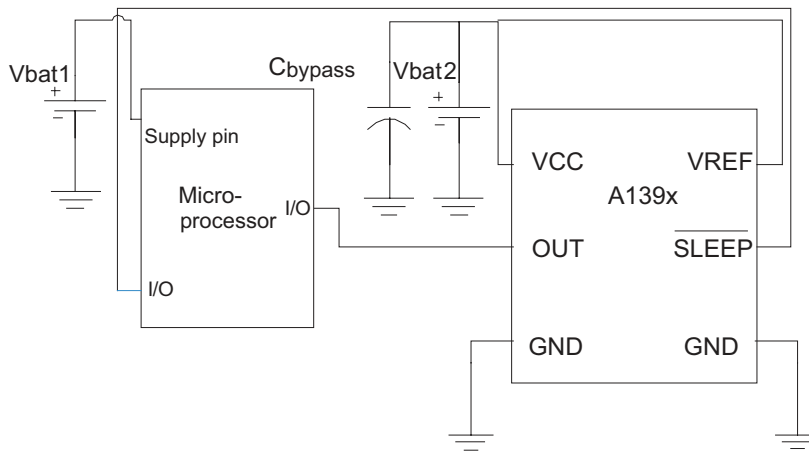 Cbypass
Vbat1
+
−
Vbat2
+
−
Supply pin
Micro-
processor
I/O
I/O
VCC
VREF
A139x
OUT
SLEEP
GND
GND